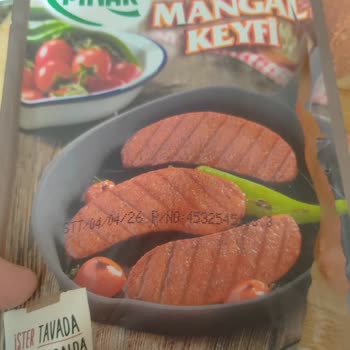 PINAR
MANGAL
KEYFİ
STT/04/04/26 P/NO:4532545
İSTER TAVADA